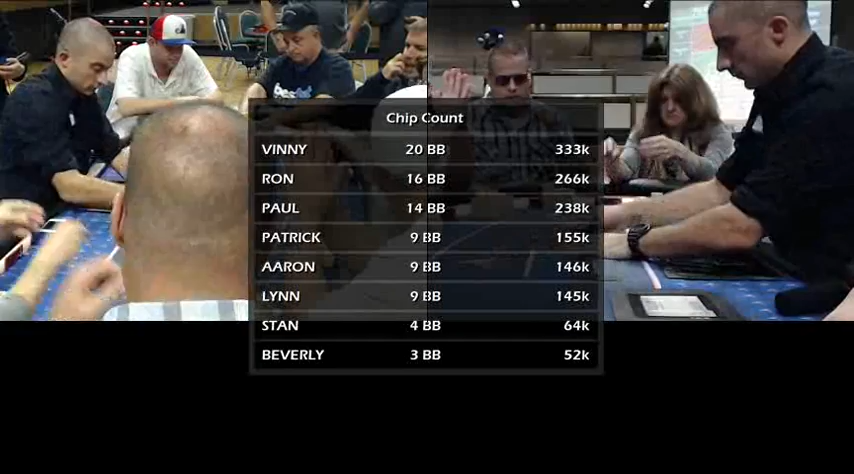 Chip Count
VINNY 20 BB 333k
RON 16 BB 266k
PAUL 14 BB 238k
PATRICK 9 BB 155k
AARON 9 BB 146k
LYNN 9 BB 145k
STAN 4 BB 64k
BEVERLY 3 BB 52k